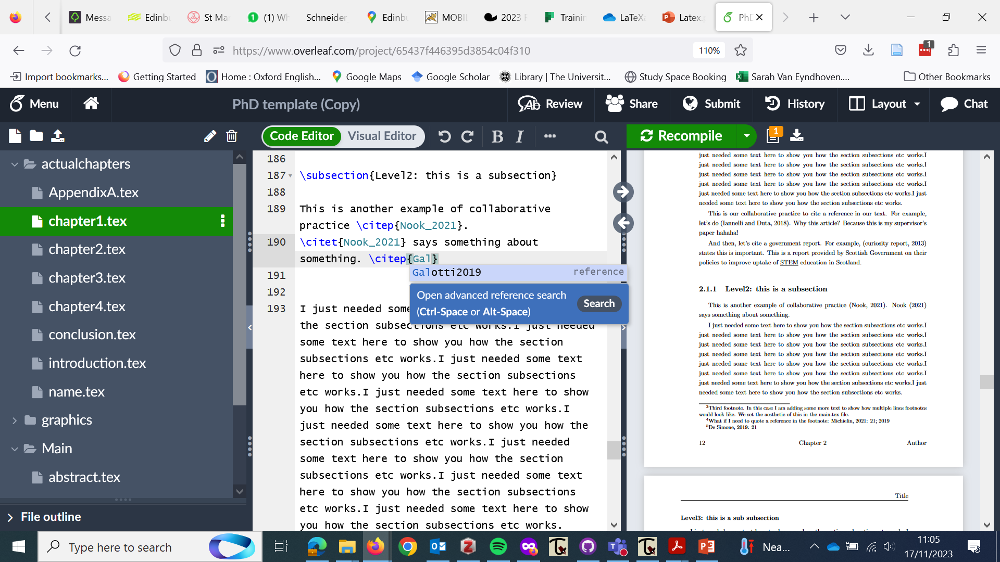 Messa
Edinbu
St Mar
(1) Wh
Schneider_
Edinbu
MOBIL
2023 F
Trainin
LaTeXa
Latex.p
PhD
https://www.overleaf.com/project/65437f446395d3854c04f310
110%
1
Import bookmarks...
Getting Started
Home : Oxford English...
Google Maps
Google Scholar
Library | The Universit...
Study Space Booking
Sarah Van Eyndhoven....
Other Bookmarks
Menu
PhD template (Copy)
Review
Share
Submit
History
Layout
Chat
Code Editor
Visual Editor
B
I
Recompile
1
actualchapters
AppendixA.tex
chapter1.tex
chapter2.tex
chapter3.tex
chapter4.tex
conclusion.tex
introduction.tex
name.tex
graphics
Main
abstract.tex
File outline
186
187 \subsection{Level2: this is a subsection}
188
189 This is another example of collaborative
practice \citep{Nook_2021}.
190 \citet{Nook_2021} says something about
something. \citep{Gal}
Galotti2019 reference
Open advanced reference search
(Ctrl-Space or Alt-Space)
Search
191
192
193 I just needed some
the section subsections etc works.I just needed
some text here to show you how the section
subsections etc works.I just needed some text
here to show you how the section subsections
etc works.I just needed some text here to show
you how the section subsections etc works.I
just needed some text here to show you how the
section subsections etc works.I just needed
some text here to show you how the section
subsections etc works.I just needed some text
here to show you how the section subsections
etc works.I just needed some text here to show
you how the section subsections etc works.
just needed some text here to show you how the section subsections etc works.I
just needed some text here to show you how the section subsections etc works.I
just needed some text here to show you how the section subsections etc works.I
just needed some text here to show you how the section subsections etc works.I
just needed some text here to show you how the section subsections etc works.I just
needed some text here to show you how the section subsections etc works.
This is our collaborative practice to cite a reference in our text. For example,
let's do (Iannelli and Duta, 2018). Why this article? Because this is my supervisor's
paper hahaha!
And then, let's cite a government report. For example, (curiosity report, 2013)
states this is important. This is a report provided by Scottish Government on their
policies to improve uptake of STEM education in Scotland.
2.1.1 Level2: this is a subsection
This is another example of collaborative practice (Nook, 2021). Nook (2021)
says something about something.
I just needed some text here to show you how the section subsections etc works.I
just needed some text here to show you how the section subsections etc works.I
just needed some text here to show you how the section subsections etc works.I
just needed some text here to show you how the section subsections etc works.I
just needed some text here to show you how the section subsections etc works.I
just needed some text here to show you how the section subsections etc works.I
just needed some text here to show you how the section subsections etc works.I just
needed some text here to show you how the section subsections etc works.
3Third footnote. In this case I am adding some more text to show how multiple lines footnotes
would look like. We set the aesthetic of this in the main.tex file.
4What if I need to quote a reference in the footnote: Michielin, 2021: 21; 2019
5De Simone, 2019: 21
12
Chapter 2
Author
Title
Level3: this is a sub subsection
Type here to search
Nea...
11:05
17/11/2023